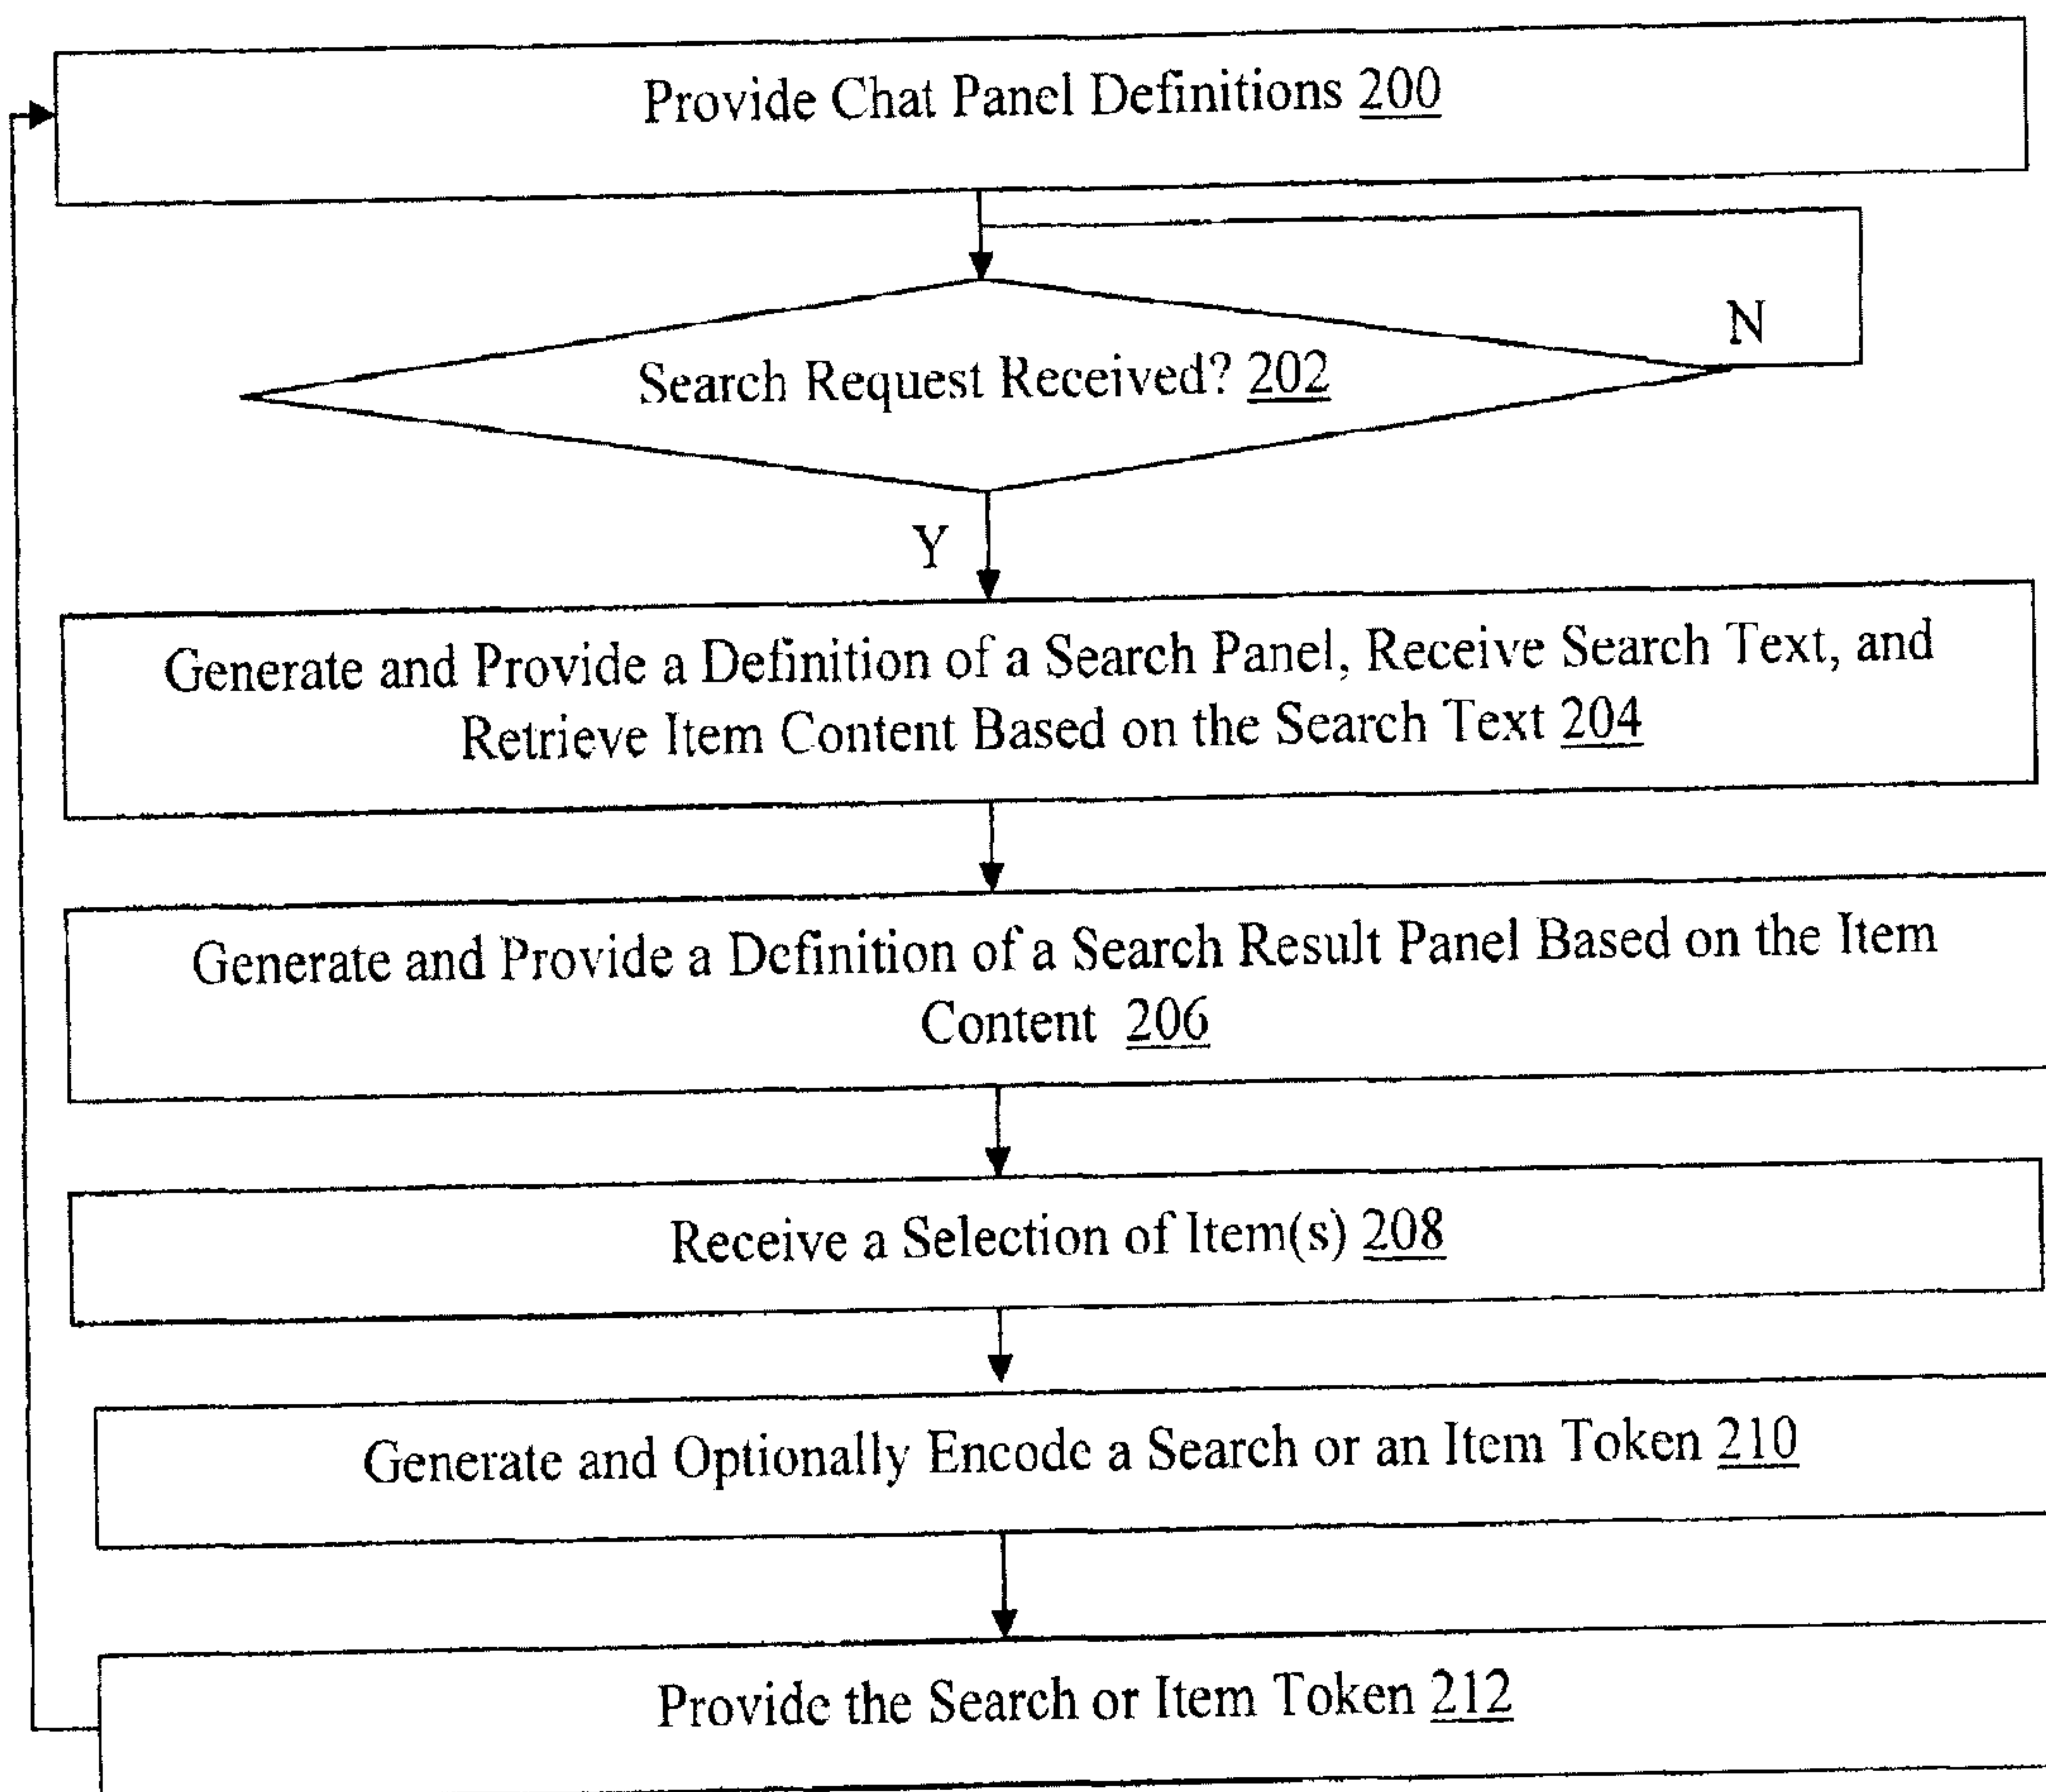 Provide Chat Panel Definitions 200
N
Search Request Received? 202
Y
Generate and Provide a Definition of a Search Panel, Receive Search Text, and
Retrieve Item Content Based on the Search Text 204
Generate and Provide a Definition of a Search Result Panel Based on the Item
Content 206
Receive a Selection of Item(s) 208
Generate and Optionally Encode a Search or an Item Token 210
Provide the Search or Item Token 212